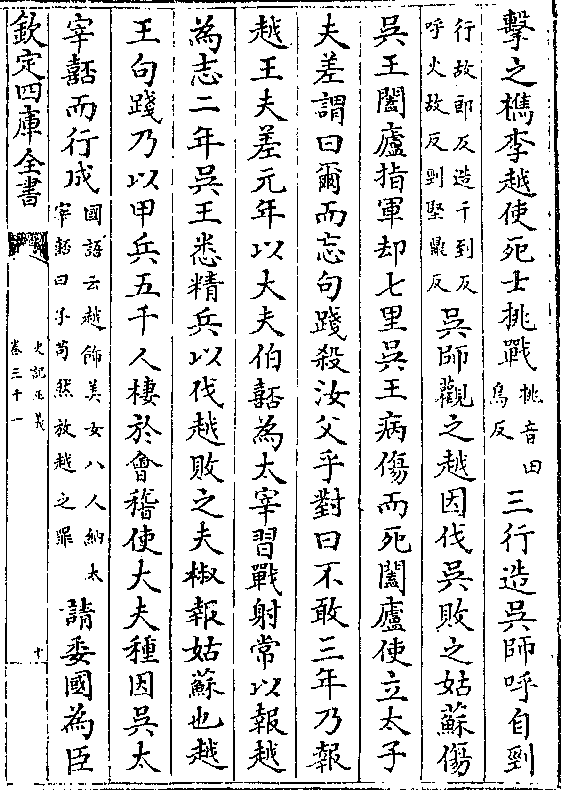 擊之檇李越使死士挑戰桃音田鳥反三行造吳師呼自剄
行故郎反造千到反呼火故反剄堅鼎反吳師觀之越因伐吳敗之姑蘇傷
吳王闔廬指軍却七里吳王病傷而死闔廬使立太子
夫差謂曰爾而忘句踐殺汝父乎對曰不敢三年乃報
越王夫差元年以大夫伯嚭為太宰習戰射常以報越
為志二年吳王悉精兵以伐越敗之夫椒報姑蘇也越
王句踐乃以甲兵五千人棲於會稽使大夫種因吳太
宰嚭而行成國語云越飾美女八人納太宰嚭曰子苟然放越之罪請委國為臣
欽定四庫全書
史記正義
卷三十一
十